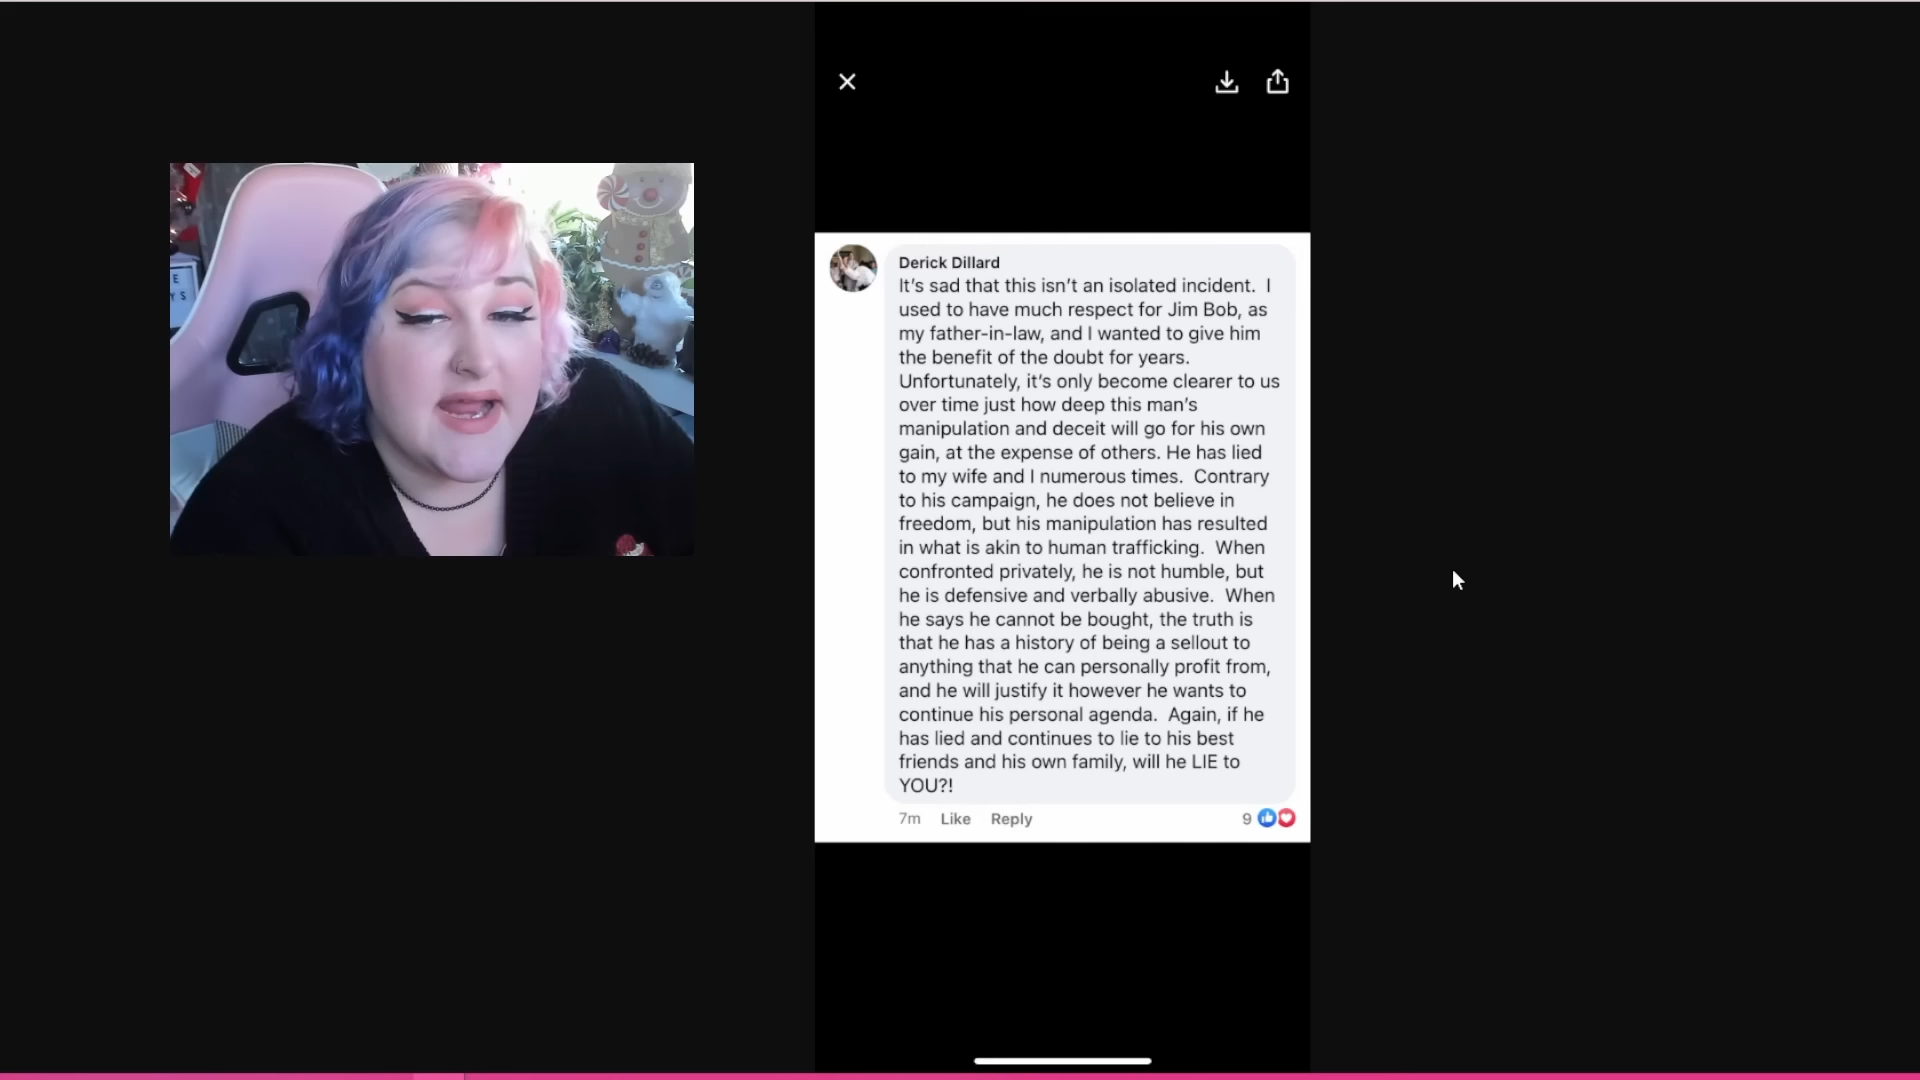 E
Y S
Derick Dillard
It's sad that this isn't an isolated incident.  I
used to have much respect for Jim Bob, as
my father-in-law, and I wanted to give him
the benefit of the doubt for years.
Unfortunately, it's only become clearer to us
over time just how deep this man's
manipulation and deceit will go for his own
gain, at the expense of others. He has lied
to my wife and I numerous times.  Contrary
to his campaign, he does not believe in
freedom, but his manipulation has resulted
in what is akin to human trafficking.  When
confronted privately, he is not humble, but
he is defensive and verbally abusive.  When
he says he cannot be bought, the truth is
that he has a history of being a sellout to
anything that he can personally profit from,
and he will justify it however he wants to
continue his personal agenda.  Again, if he
has lied and continues to lie to his best
friends and his own family, will he LIE to
YOU?!
7m Like Reply 9